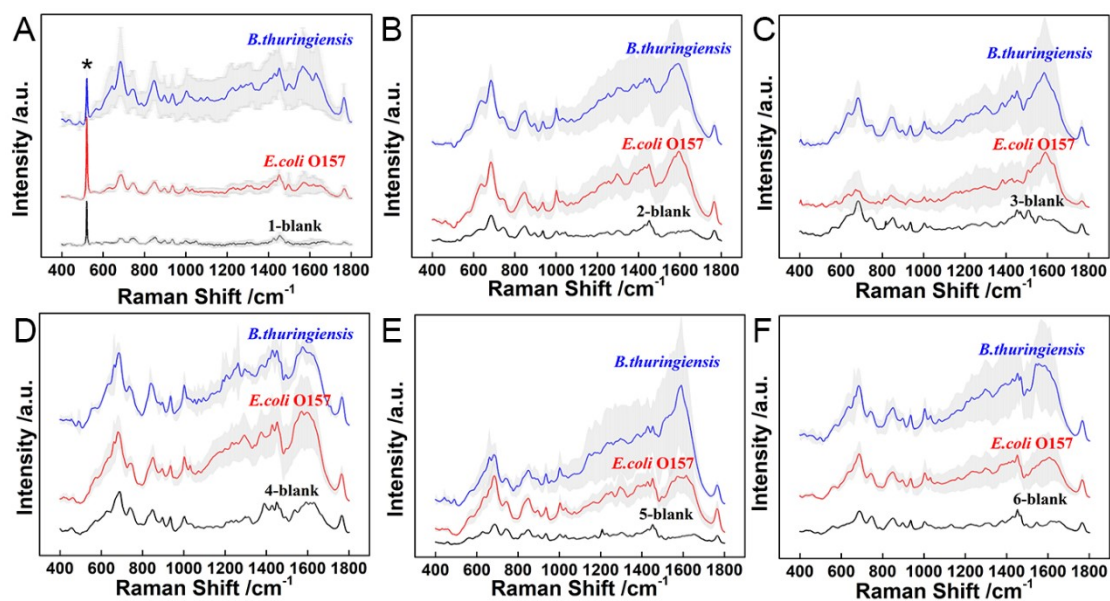 A
Intensity /a.u.
*
B.thuringiensis
E.coli O157
1-blank
400 600 800 1000 1200 1400 1600 1800
Raman Shift /cm-1
B
Intensity /a.u.
B.thuringiensis
E.coli O157
2-blank
400 600 800 1000 1200 1400 1600 1800
Raman Shift /cm-1
C
Intensity /a.u.
B.thuringiensis
E.coli O157
3-blank
400 600 800 1000 1200 1400 1600 1800
Raman Shift /cm-1
D
Intensity /a.u.
B.thuringiensis
E.coli O157
4-blank
400 600 800 1000 1200 1400 1600 1800
Raman Shift /cm-1
E
Intensity /a.u.
B.thuringiensis
E.coli O157
5-blank
400 600 800 1000 1200 1400 1600 1800
Raman Shift /cm-1
F
Intensity /a.u.
B.thuringiensis
E.coli O157
6-blank
400 600 800 1000 1200 1400 1600 1800
Raman Shift /cm-1